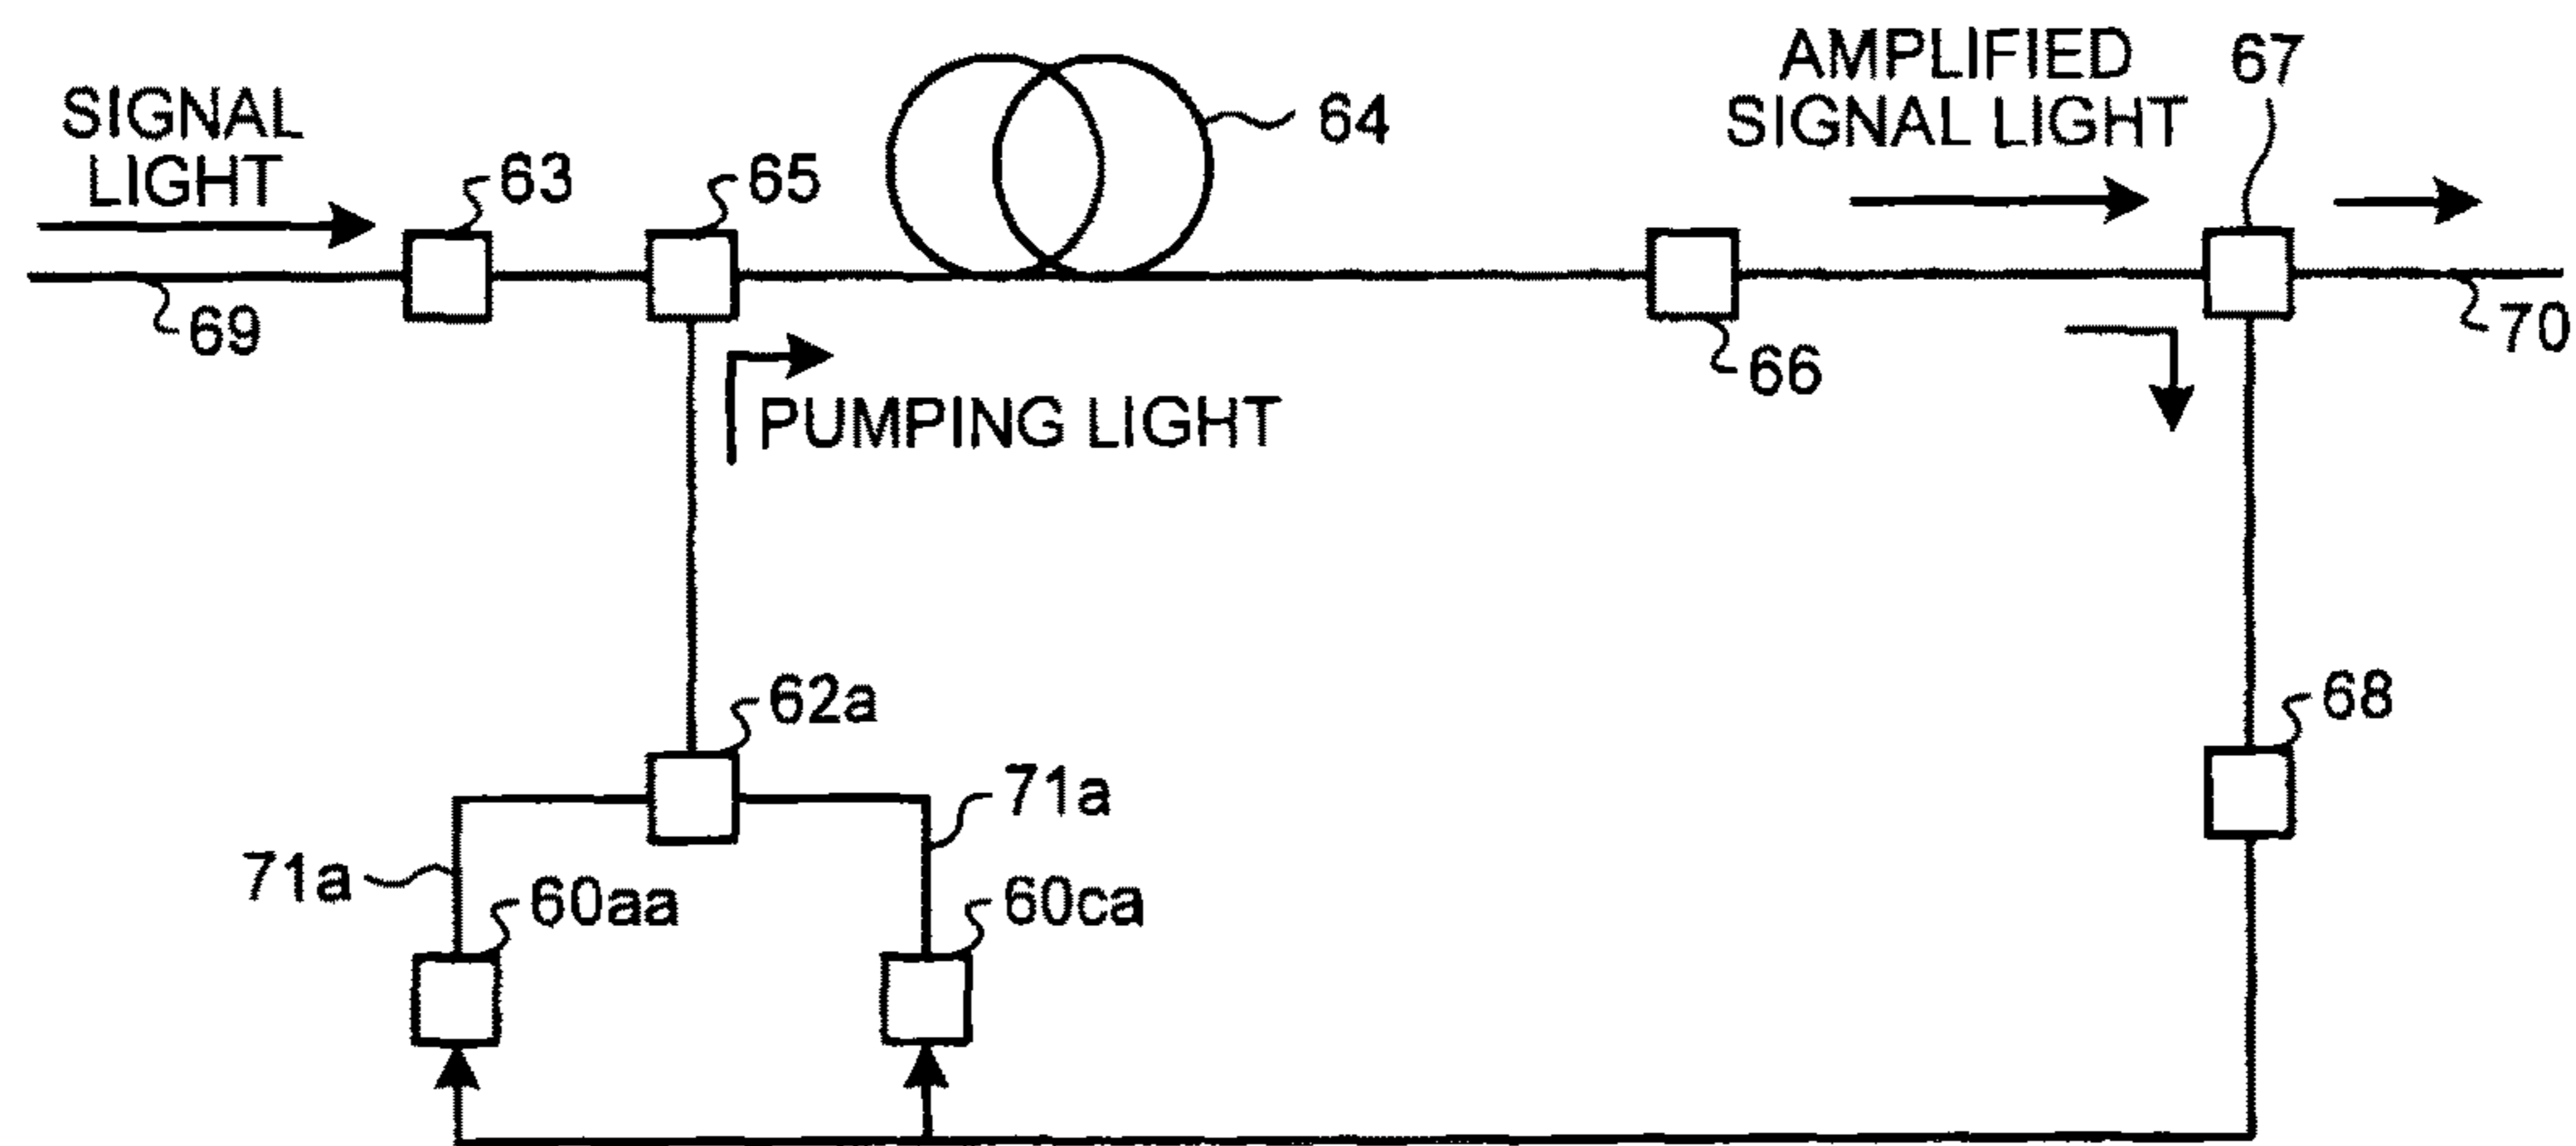 SIGNAL
LIGHT
63
65
64
AMPLIFIED
SIGNAL LIGHT
67
69
PUMPING LIGHT
66
70
62a
68
71a
71a
60aa
60ca